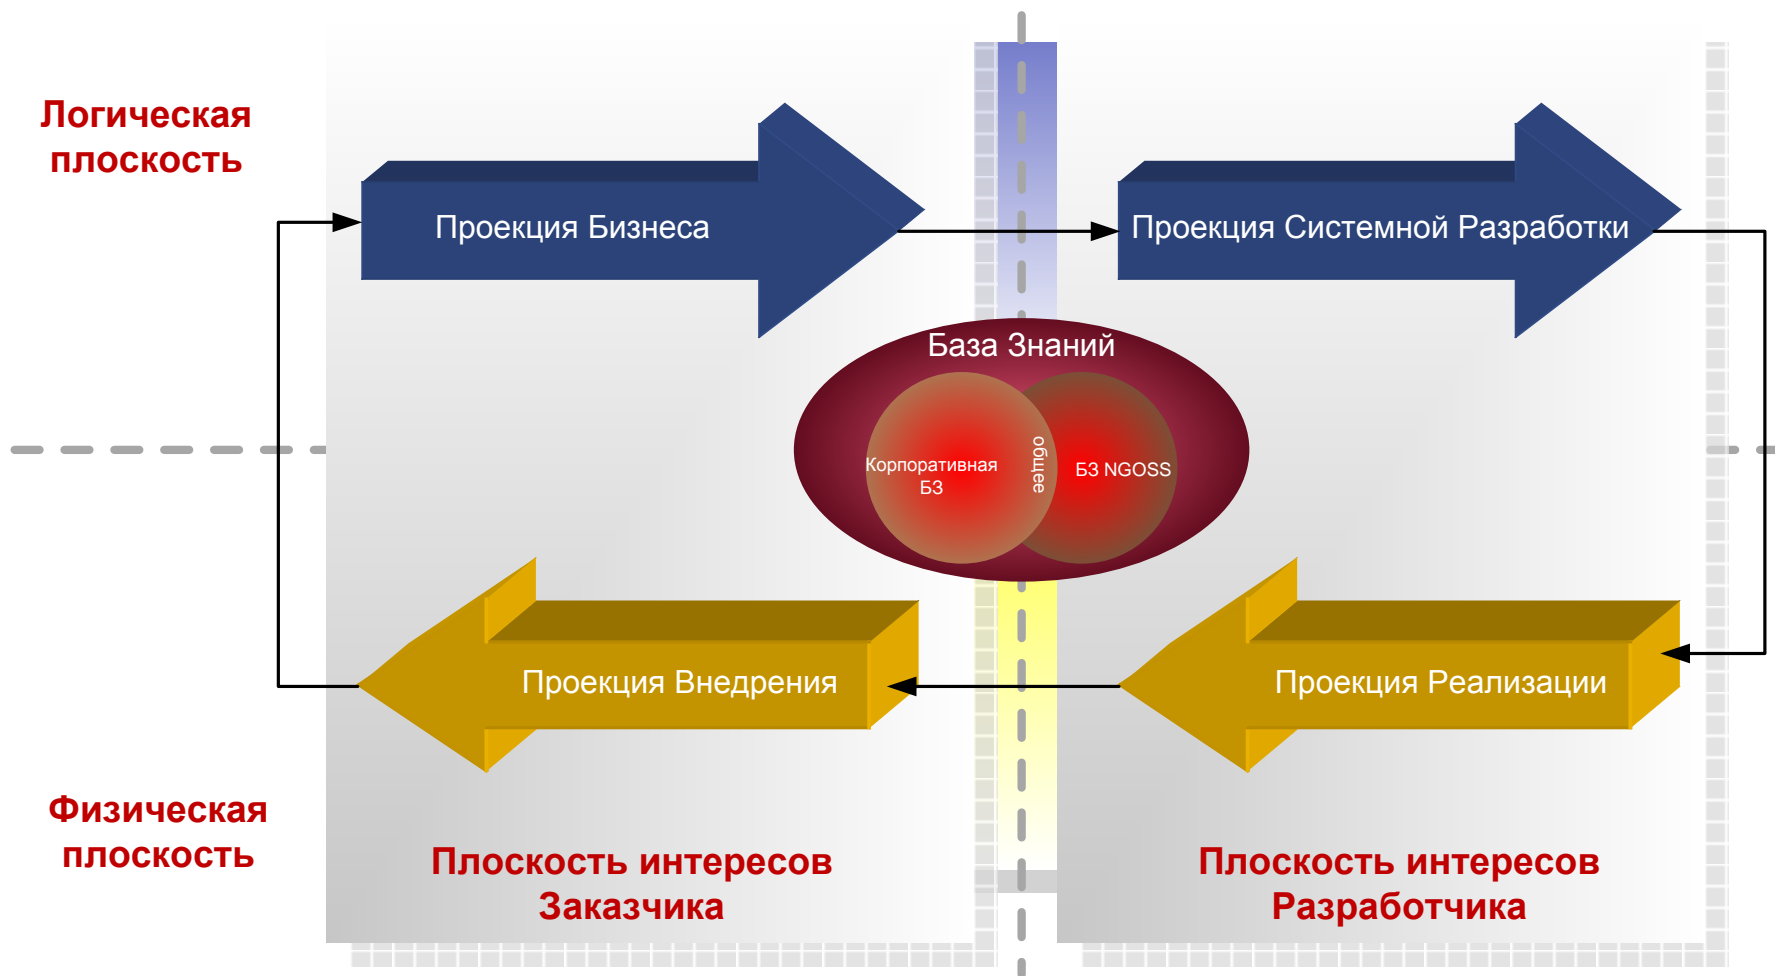 Логическая
плоскость
Проекция Бизнеса
Проекция Системной Разработки
База Знаний
Корпоративная
БЗ
общее
БЗ NGOSS
Проекция Внедрения
Проекция Реализации
Физическая
плоскость
Плоскость интересов
Заказчика
Плоскость интересов
Разработчика